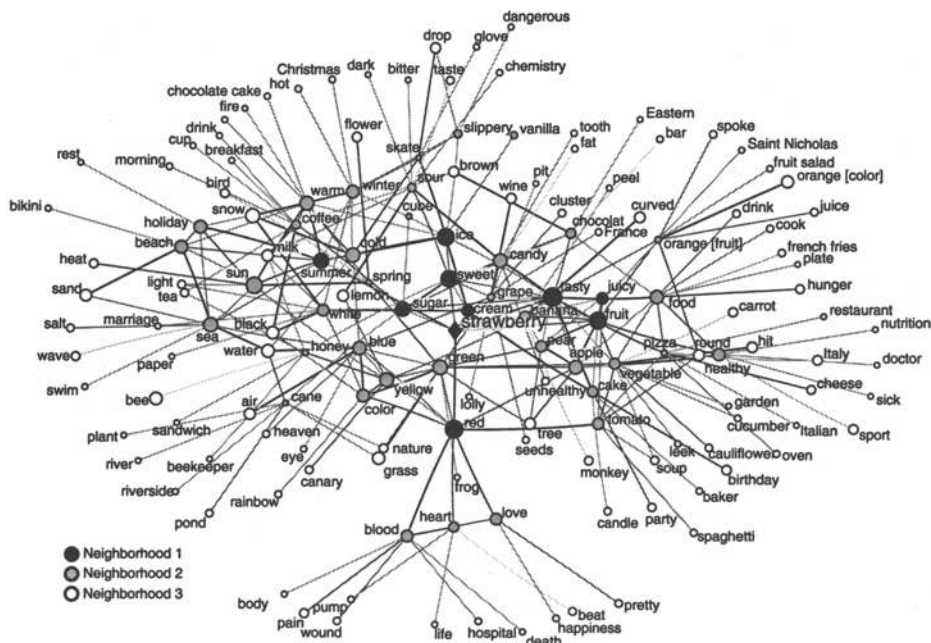 dangerous
drop
glove
Christmas
dark
bitter
taste
chemistry
chocolate cake
hot
fire
Eastern
flower
slippery
vanilla
tooth
bar
spoke
drink
fat
cup
breakfast
skate
Saint Nicholas
rest
morning
brown
pit
fruit salad
bird
warm
winter
sour
wine
peel
orange [color]
bikini
snow
coffee
cube
cluster
chocolat
curved
drink
juice
holiday
cold
ice
France
cook
beach
milk
candy
orange [fruit]
french fries
heat
sun
summer
spring
sweet
plate
light
grape
tasty
juicy
food
hunger
sand
tea
lemon
sugar
cream
banana
fruit
carrot
restaurant
salt
marriage
black
white
strawberry
nutrition
sea
honey
blue
pear
pizza
round
hit
wave
paper
water
green
apple
vegetable
healthy
Italy
doctor
swim
yellow
unhealthy
cake
cheese
bee
cane
color
lolly
garden
sick
air
tomato
cucumber
sandwich
heaven
red
tree
Italian
sport
plant
nature
seeds
leek
cauliflower
oven
river
beekeeper
eye
grass
monkey
soup
birthday
riverside
canary
frog
baker
rainbow
pond
candle
party
blood
heart
love
spaghetti
Neighborhood 1
Neighborhood 2
Neighborhood 3
body
pump
pretty
pain
beat
wound
life
hospital
happiness
death